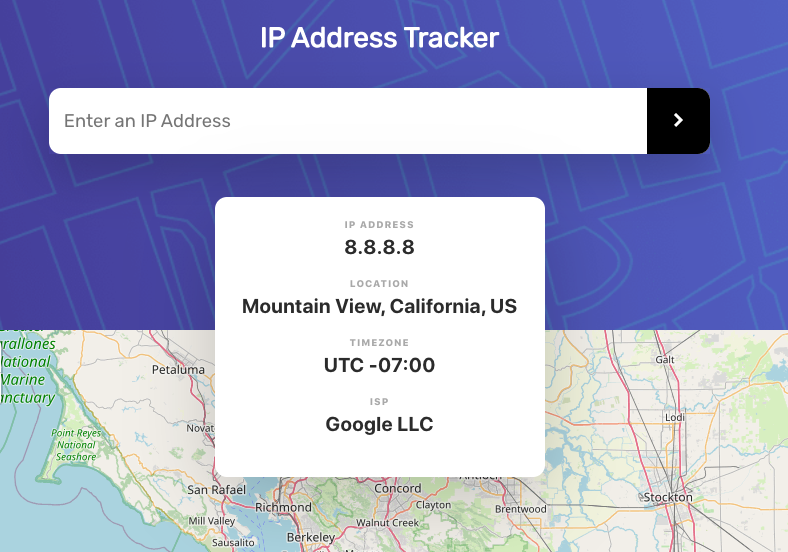 IP Address Tracker
Enter an IP Address
IP ADDRESS
8.8.8.8
LOCATION
Mountain View, California, US
TIMEZONE
UTC -07:00
ISP
Google LLC
rallones
National
Marine
anctuary
Petaluma
Point Reyes
National
Seashore
Novat
San Rafael
Richmond
Mill Valley
Berkeley
Sausalito
Concord
Clayton
Walnut Creek
Brentwood
Galt
Lodi
Stockton